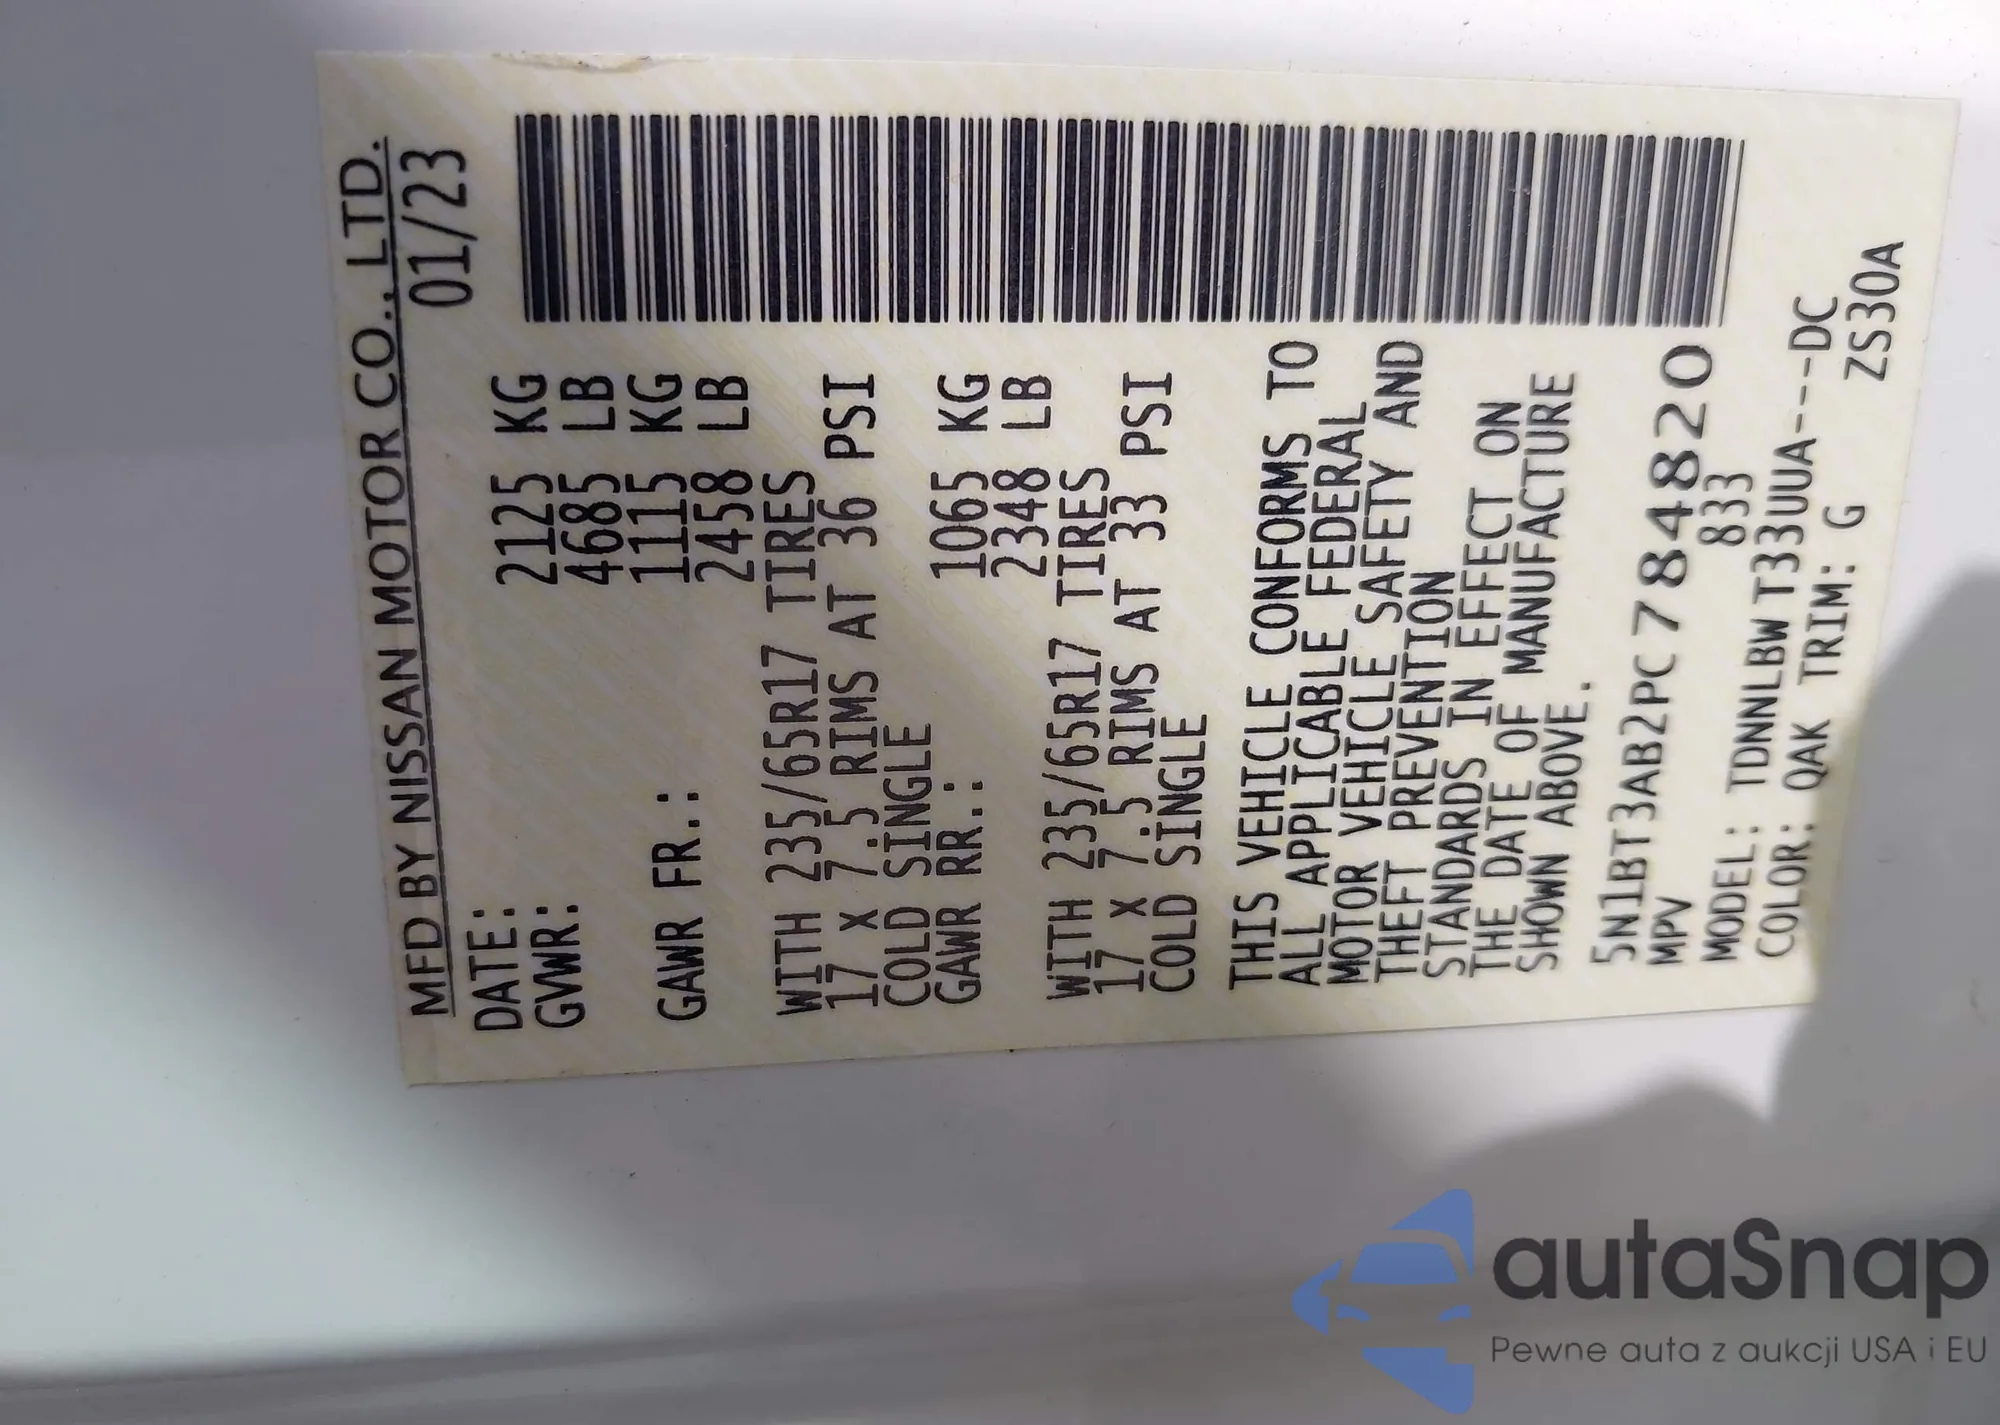 MFD BY NISSAN MOTOR CO., LTD.
DATE: 01/23
GVWR: 2125 KG
4685 LB
GAWR FR.: 1115 KG
2458 LB
WITH 235/65R17 TIRES
17 x 7.5 RIMS AT 36 PSI
COLD SINGLE
GAWR RR.: 1065 KG
2348 LB
WITH 235/65R17 TIRES
17 x 7.5 RIMS AT 33 PSI
COLD SINGLE
THIS VEHICLE CONFORMS TO
ALL APPLICABLE FEDERAL
MOTOR VEHICLE SAFETY AND
THEFT PREVENTION
STANDARDS IN EFFECT ON
THE DATE OF MANUFACTURE
SHOWN ABOVE.
5N1BT3AB2PC784820
MPV 833
MODEL: TDNNLBW T33UUA---DC
COLOR: QAK TRIM: G ZS30A
autaSnap
Pewne auta z aukcji USA i EU